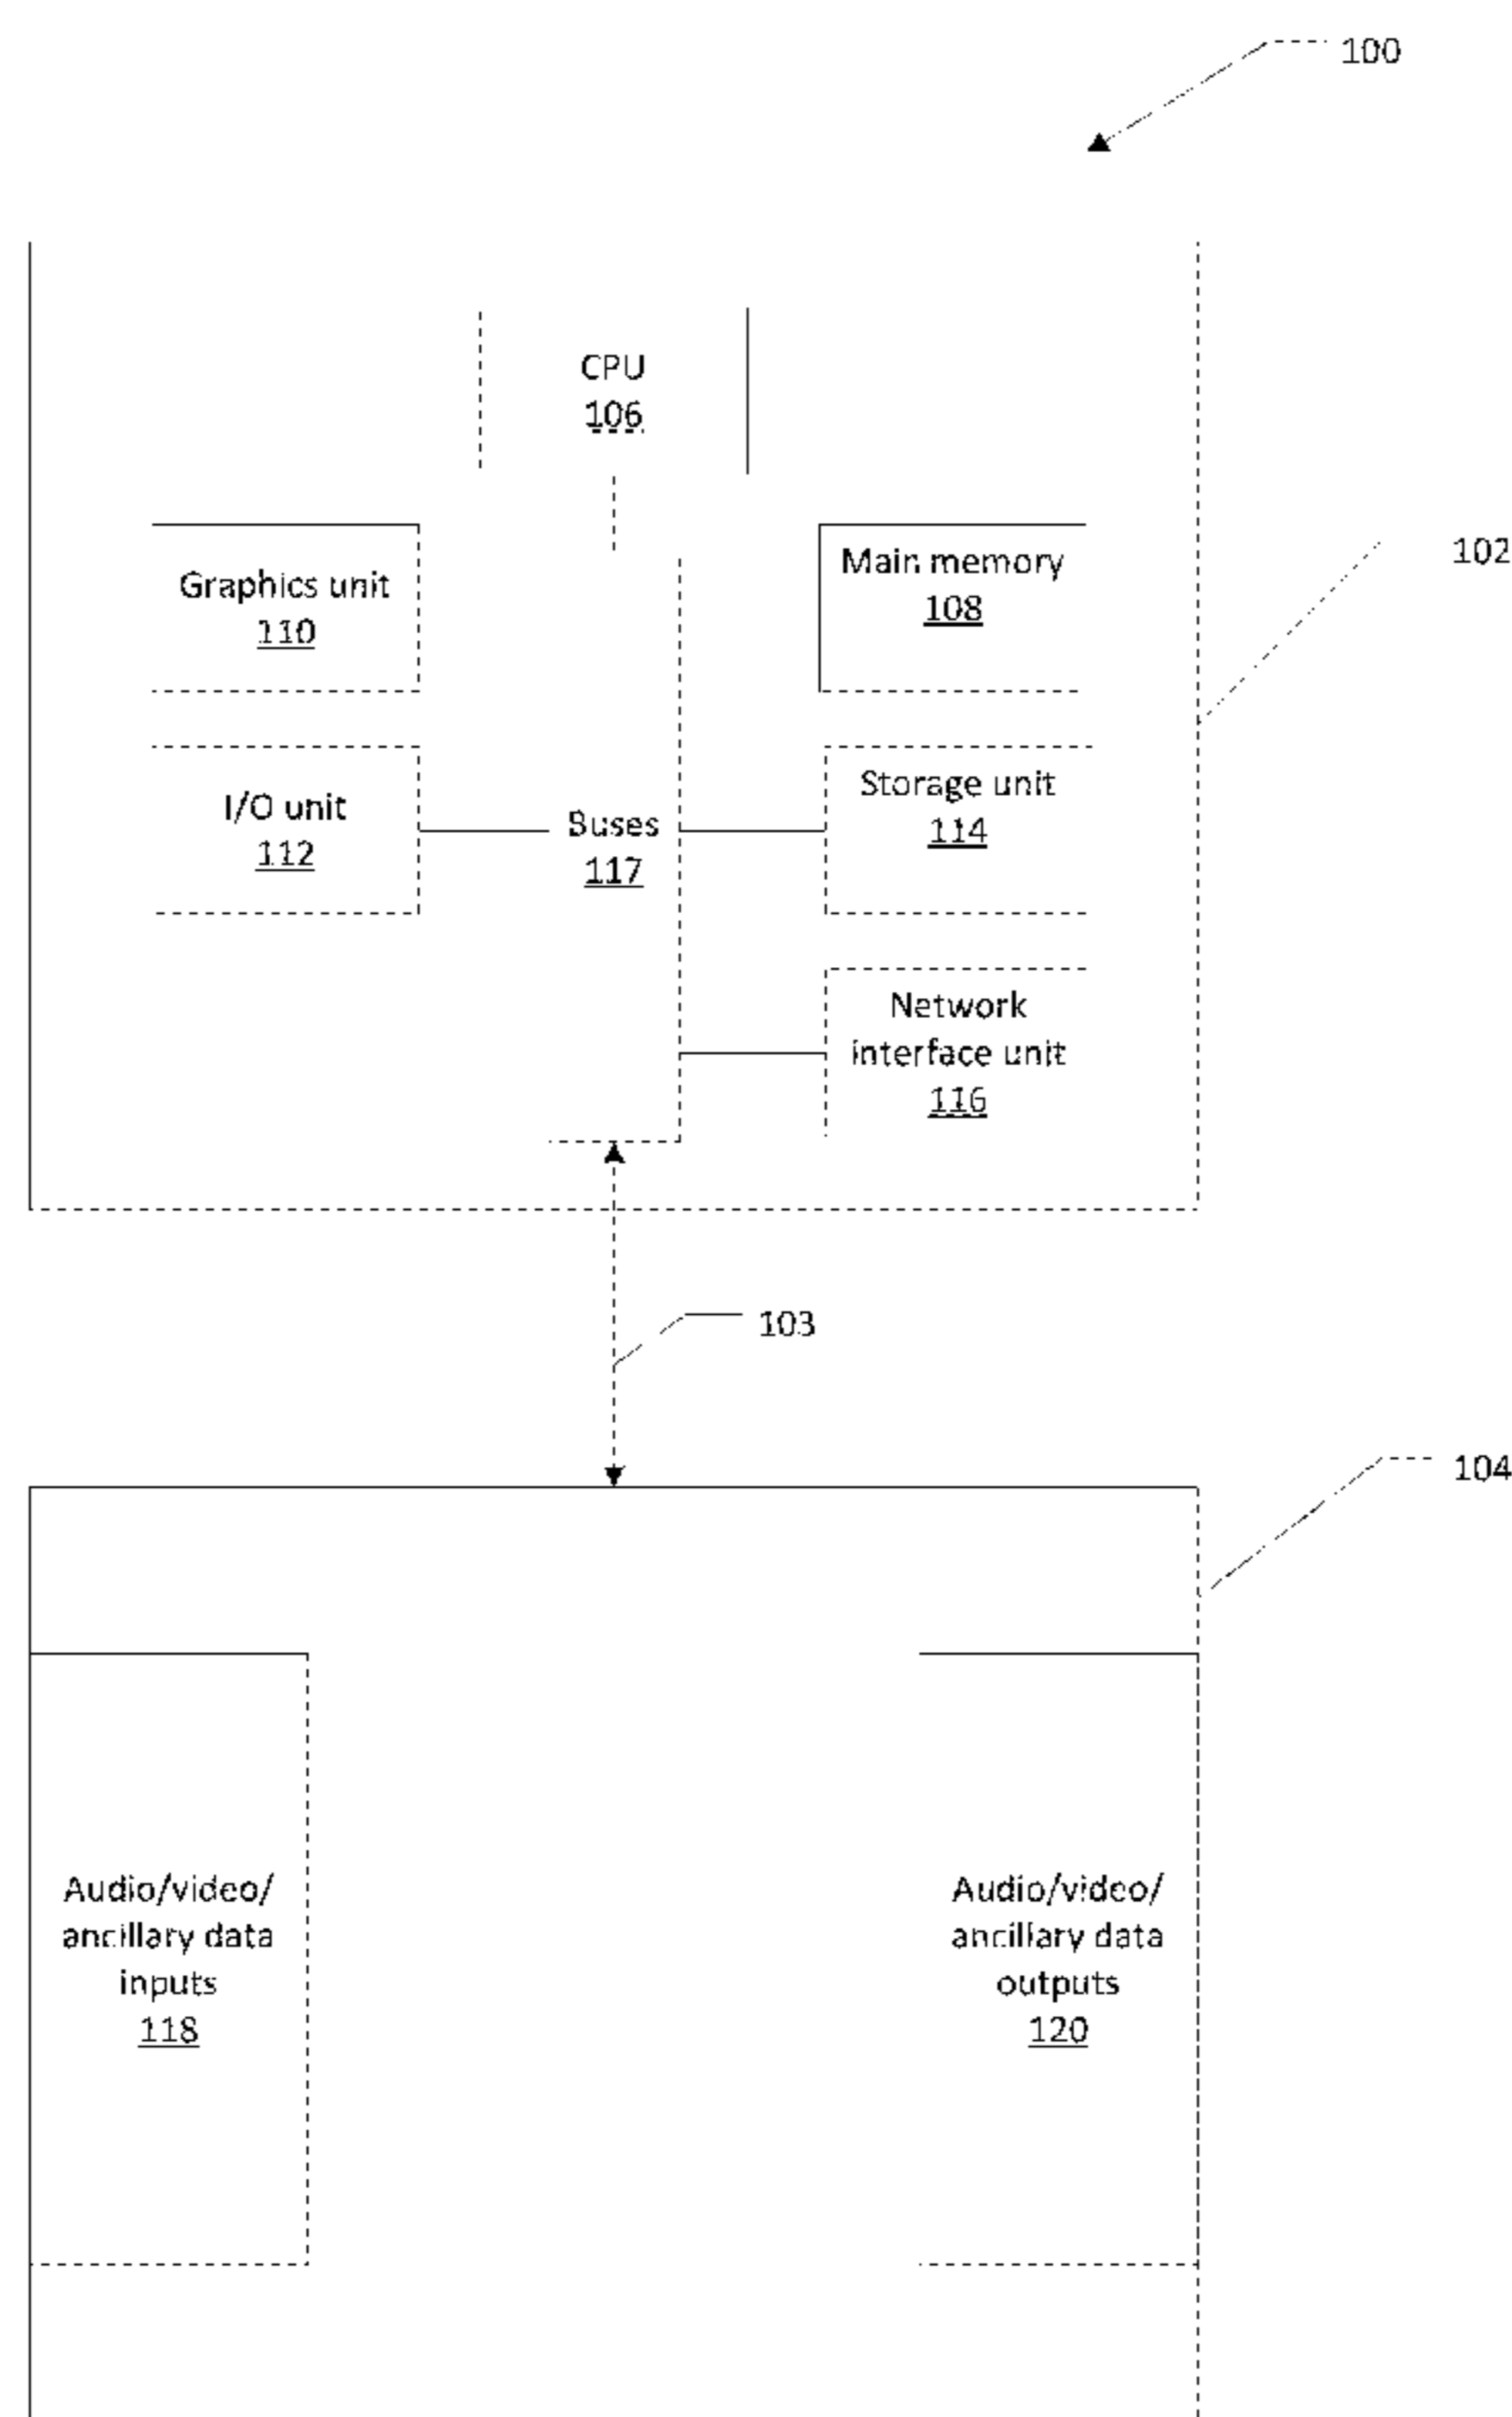 100
CPU
106
Graphics unit
110
Main memory
108
102
I/O unit
112
Buses
117
Storage unit
114
Network
interface unit
116
103
104
Audio/video/
ancillary data
inputs
118
Audio/video/
ancillary data
outputs
120